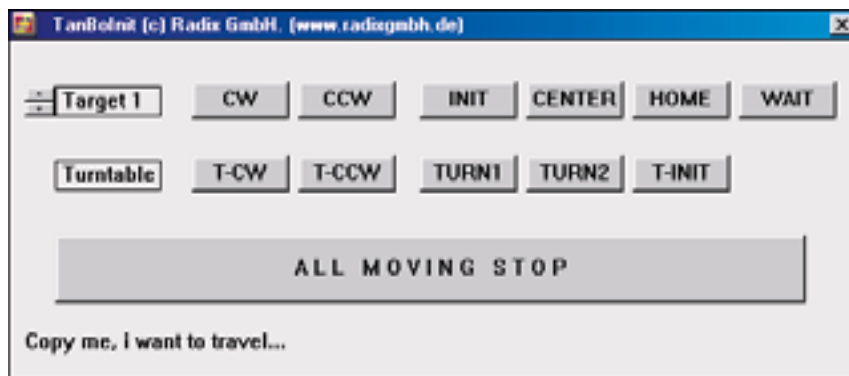 TanBoInit (c) Radix GmbH. (www.radixgmbh.de)
Target 1 CW CCW INIT CENTER HOME WAIT
Turntable T-CW T-CCW TURN1 TURN2 T-INIT
ALL MOVING STOP
Copy me, i want to travel...